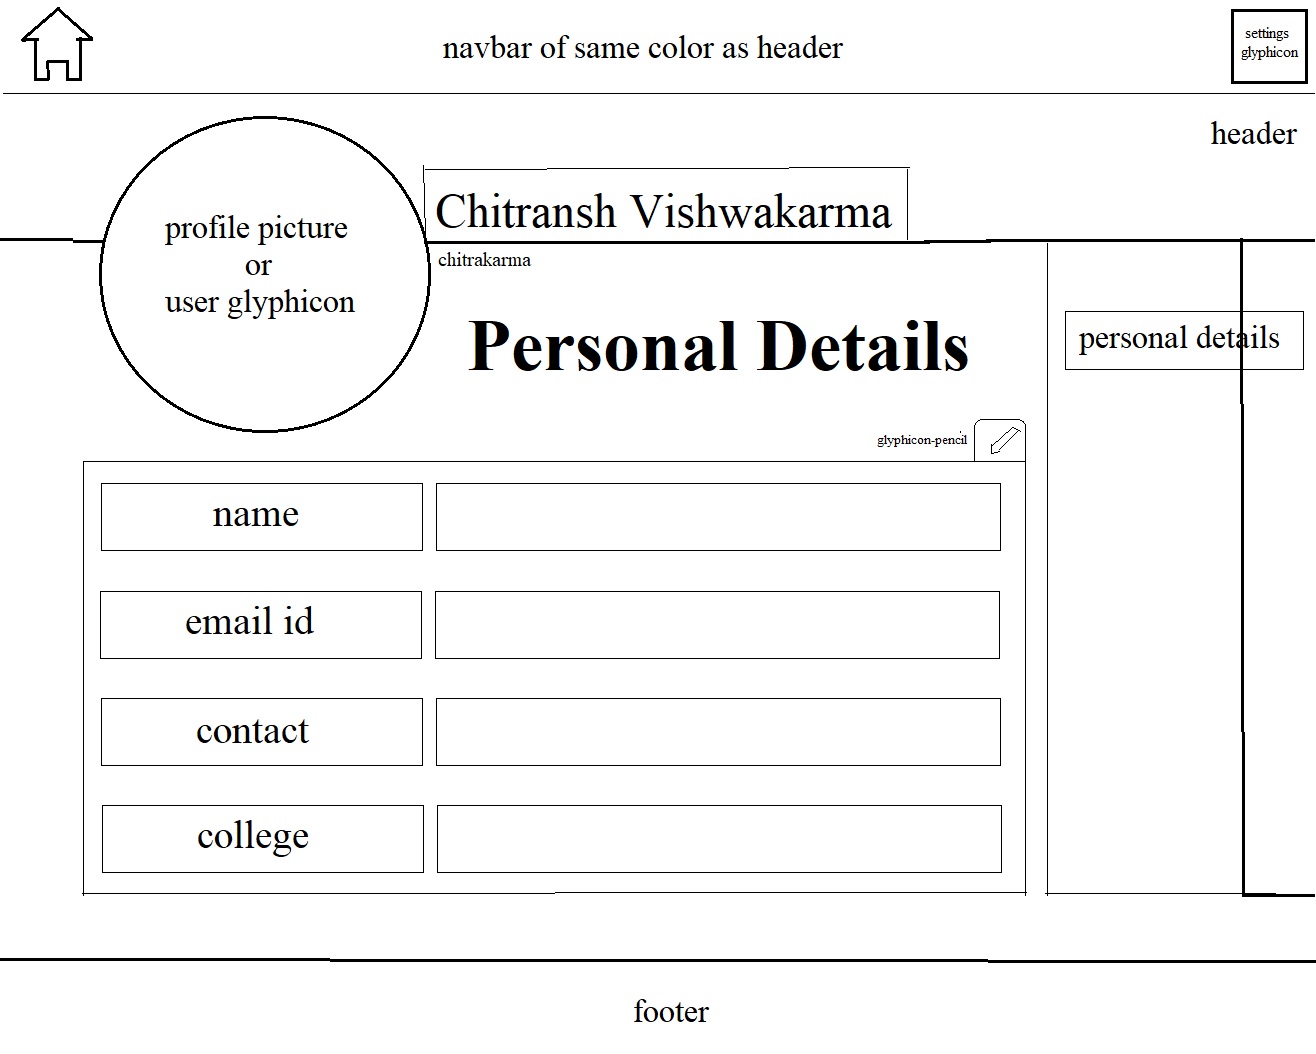 navbar of same color as header
settings
glyphicon
header
profile picture
or
user glyphicon
Chitransh Vishwakarma
chitrakarma
Personal Details
personal details
glyphicon-pencil
name
email id
contact
college
footer